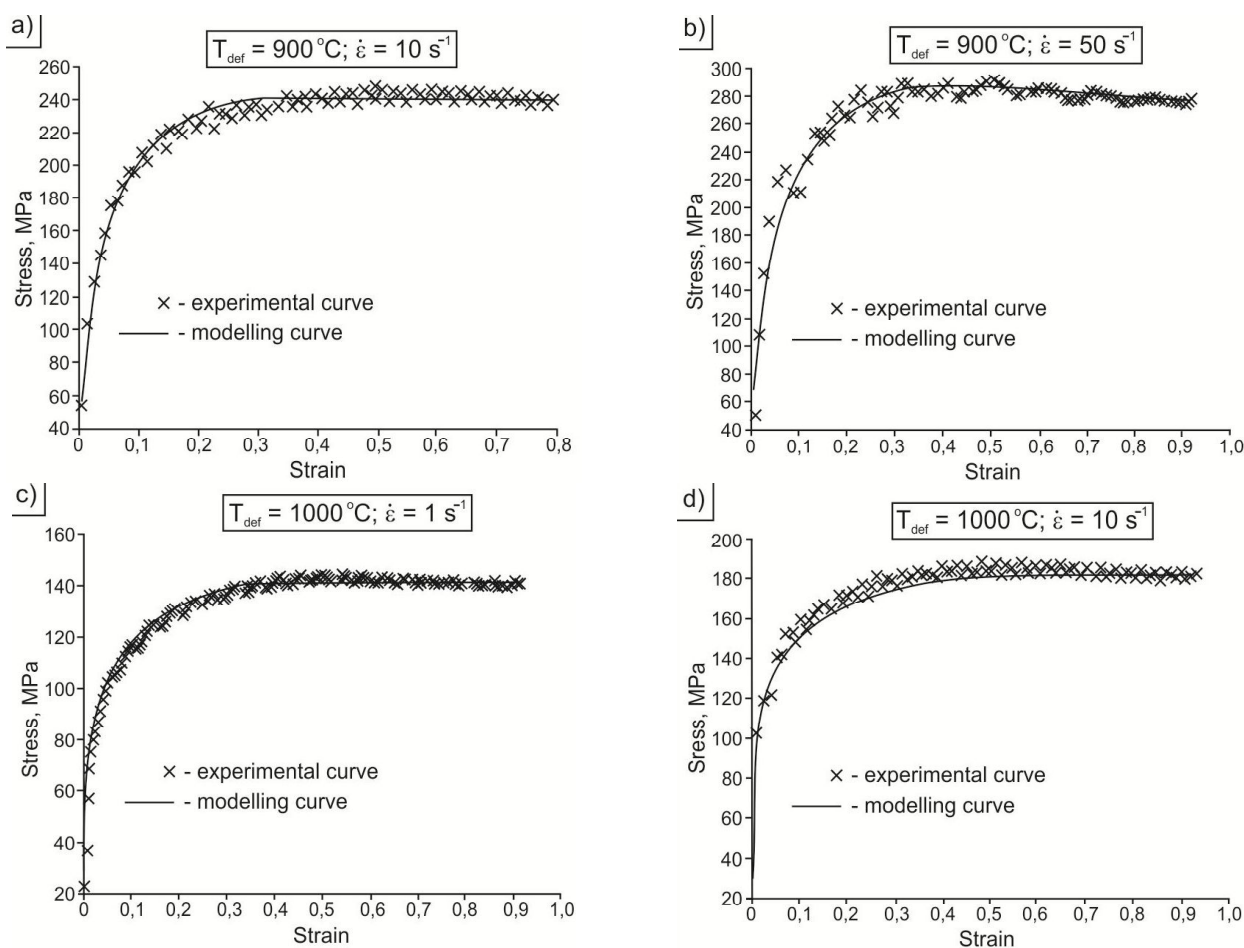 a)
T_def = 900 °C; ε̇ = 10 s⁻¹
260
240
220
200
180
160
140
120
100
80
60
40
Stress, MPa
× - experimental curve
- modelling curve
0 0,1 0,2 0,3 0,4 0,5 0,6 0,7 0,8
Strain
b)
T_def = 900 °C; ε̇ = 50 s⁻¹
300
280
260
240
220
200
180
160
140
120
100
80
60
40
Stress, MPa
× - experimental curve
- modelling curve
0 0,1 0,2 0,3 0,4 0,5 0,6 0,7 0,8 0,9 1,0
Strain
c)
T_def = 1000 °C; ε̇ = 1 s⁻¹
160
140
120
100
80
60
40
20
Stress, MPa
× - experimental curve
- modelling curve
0 0,1 0,2 0,3 0,4 0,5 0,6 0,7 0,8 0,9 1,0
Strain
d)
T_def = 1000 °C; ε̇ = 10 s⁻¹
200
180
160
140
120
100
80
60
40
20
Sress, MPa
× - experimental curve
- modelling curve
0 0,1 0,2 0,3 0,4 0,5 0,6 0,7 0,8 0,9 1,0
Strain